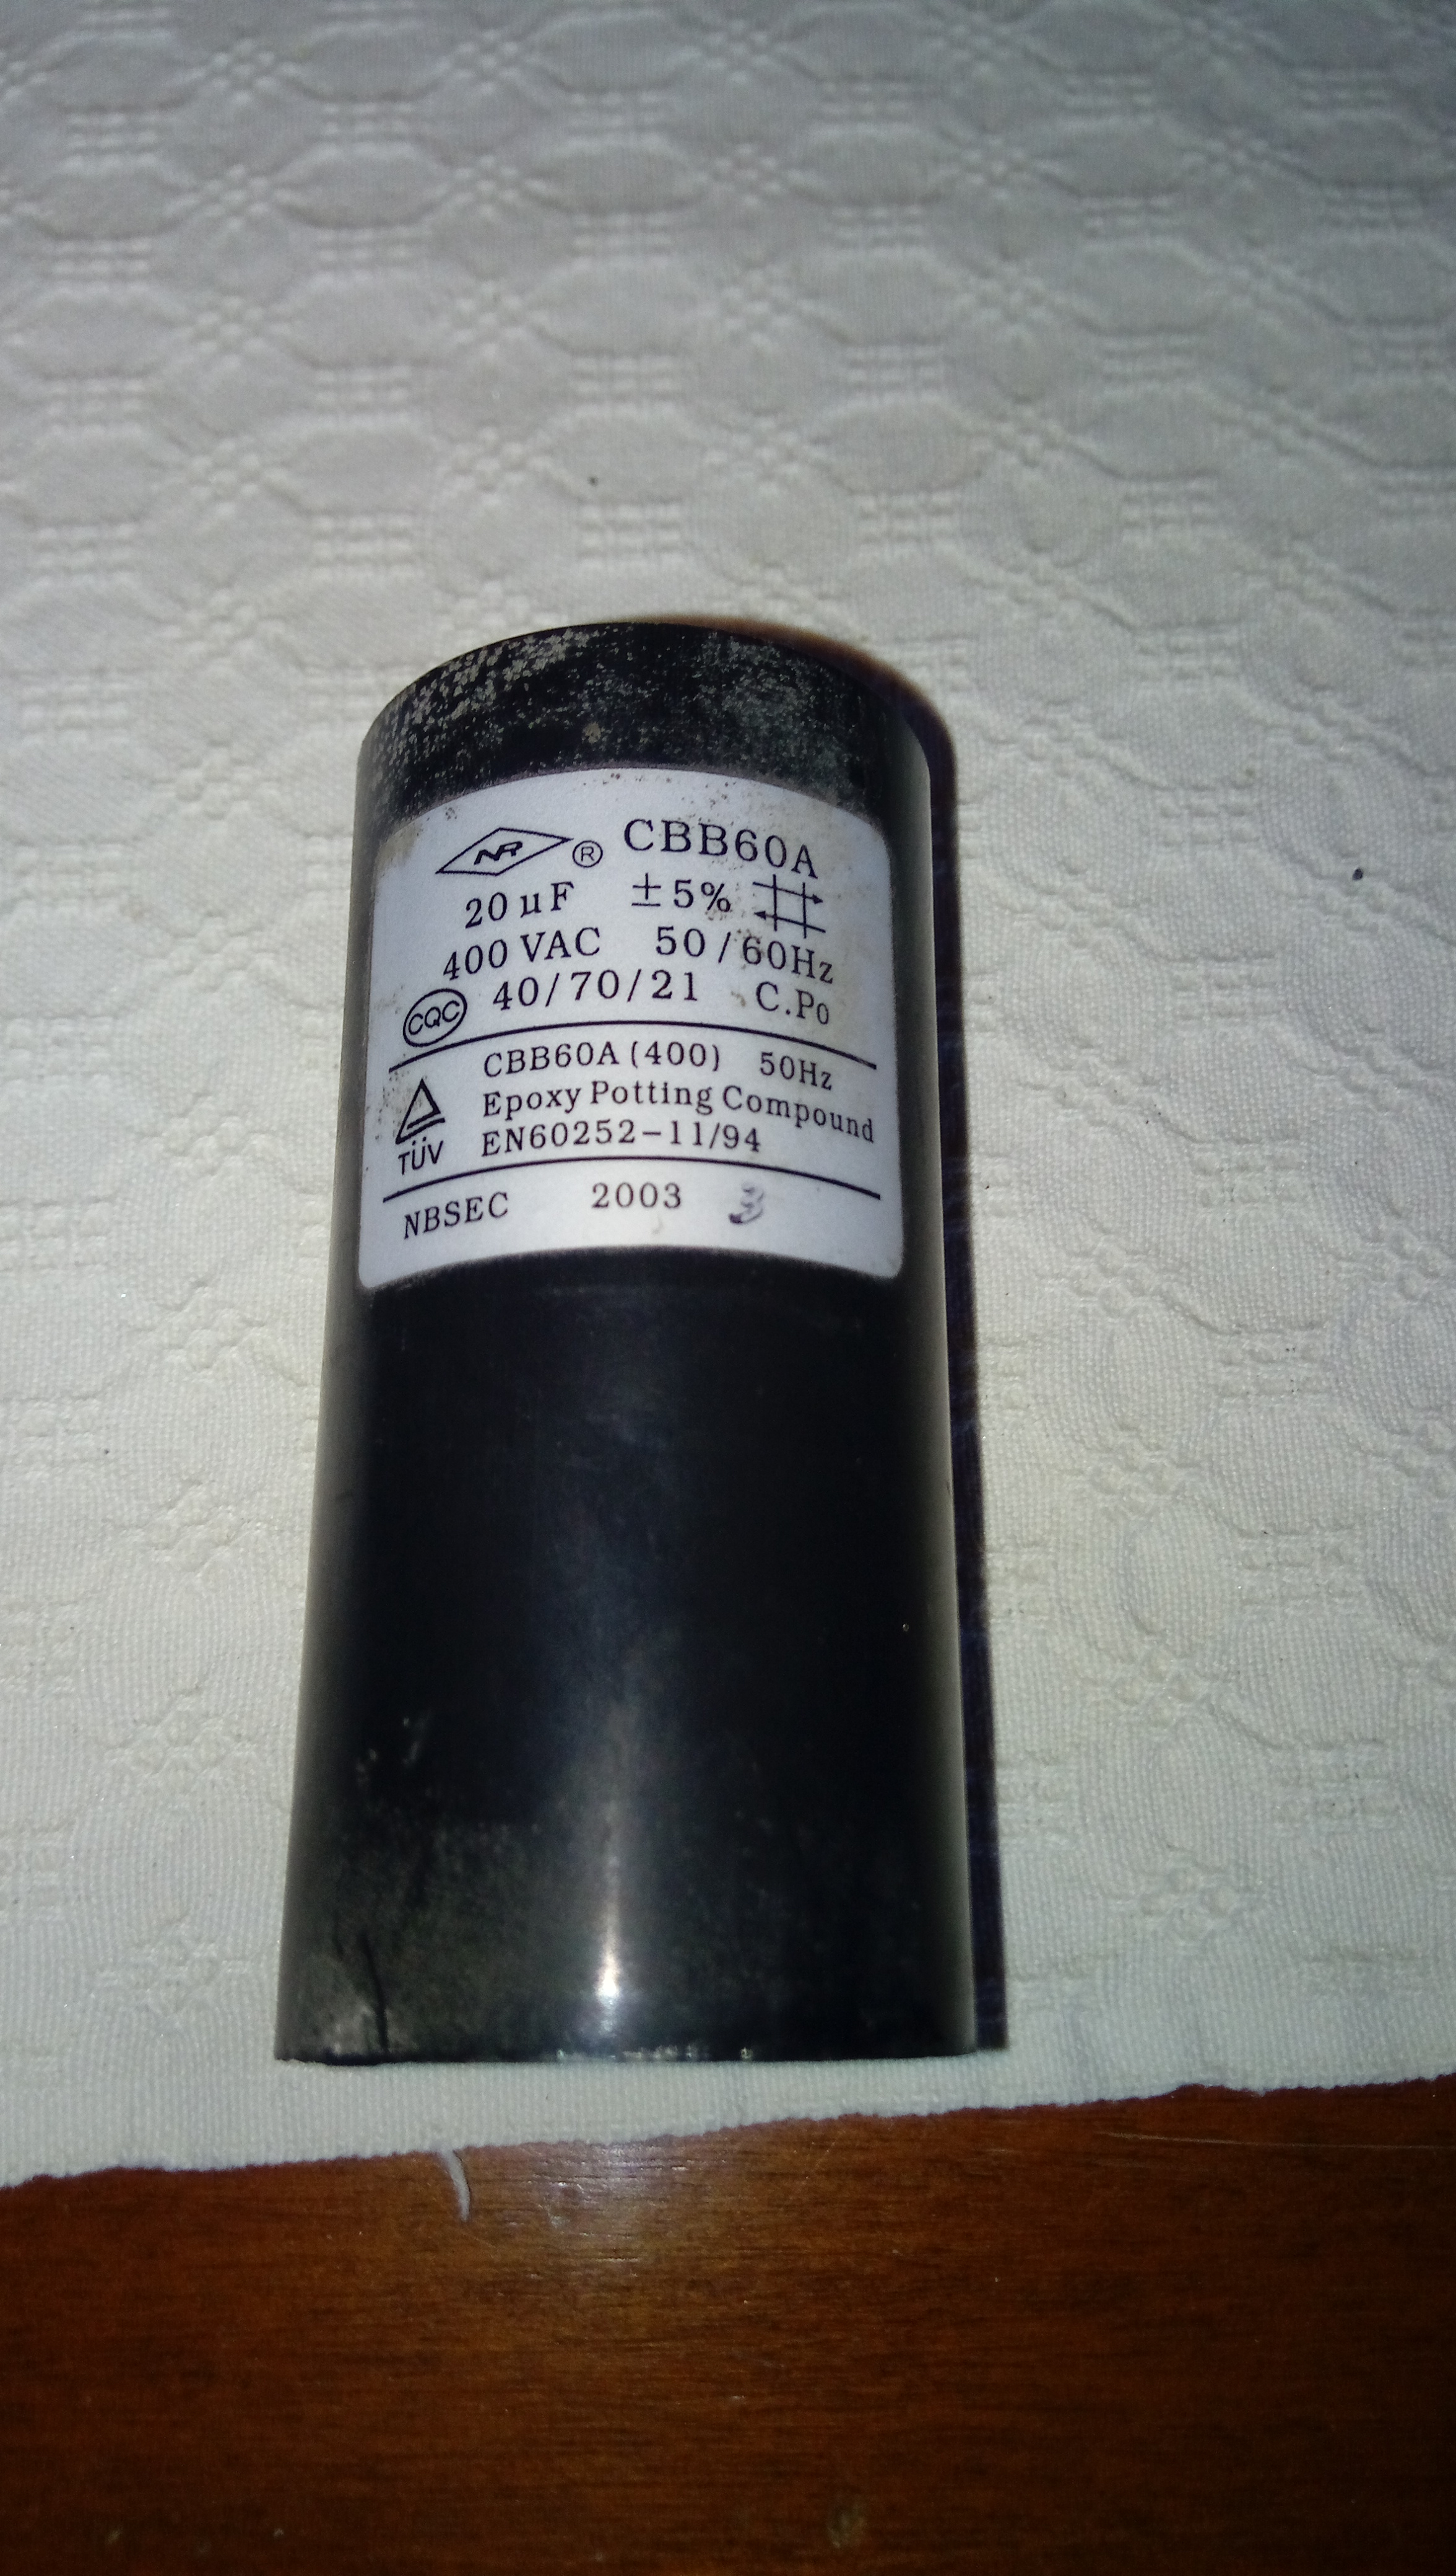 NR ® CBB60A
20 µF ±5%
400 VAC 50/60Hz
CQC 40/70/21 C.P0
CBB60A (400) 50Hz
Epoxy Potting Compound
TÜV EN60252-11/94
NBSEC 2003 3